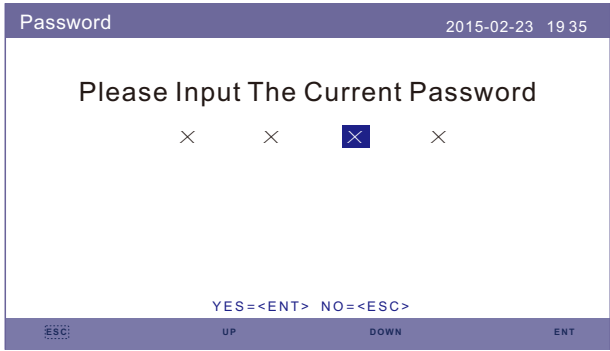 Password 2015-02-23 19 35
Please Input The Current Password
× × × ×
YES=<ENT> NO=<ESC>
ESC UP DOWN ENT